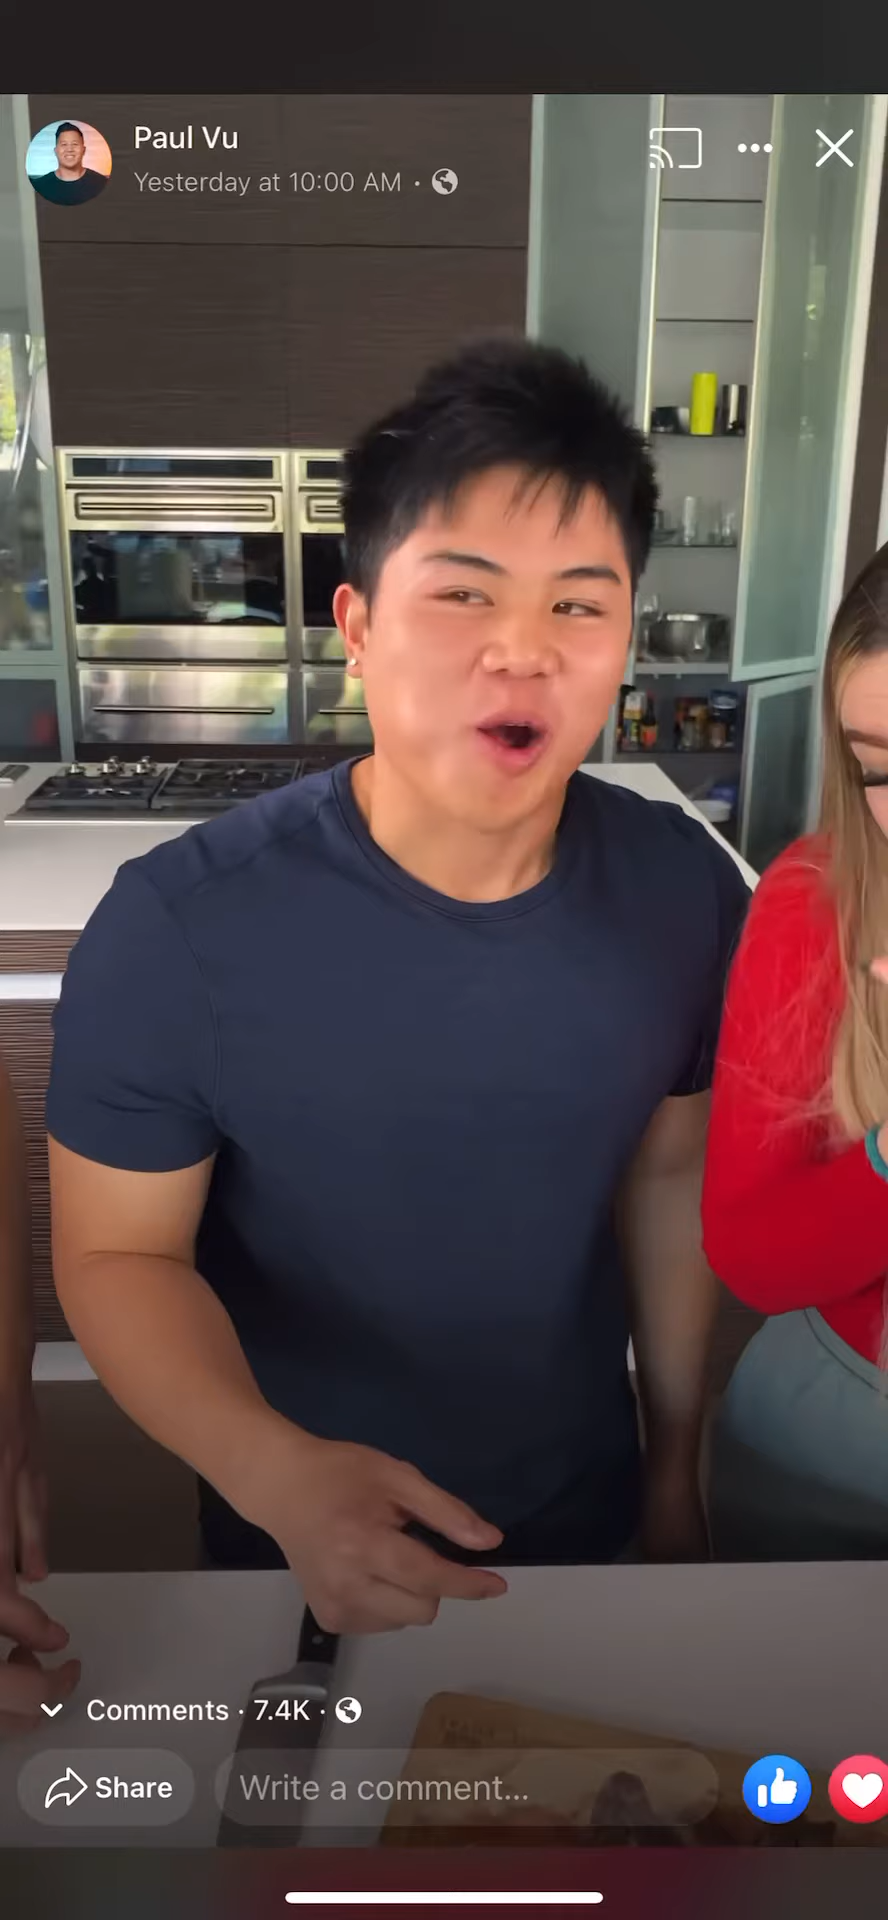 Paul Vu
Yesterday at 10:00 AM ·
Comments · 7.4K ·
Share
Write a comment...